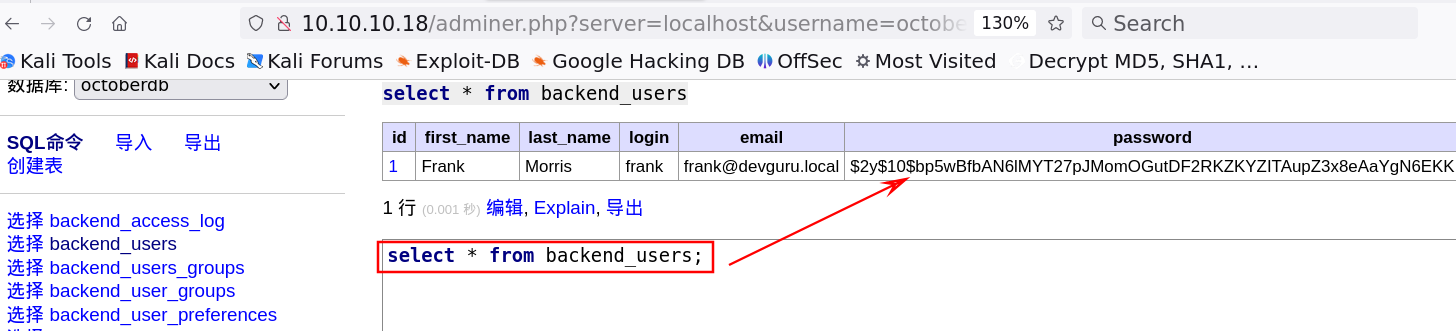 10.10.10.18/adminer.php?server=localhost&username=octobe 130% Search
Kali Tools Kali Docs Kali Forums Exploit-DB Google Hacking DB OffSec Most Visited Decrypt MD5, SHA1, …
数据库: octoberdb
SQL命令 导入 导出
创建表
选择 backend_access_log
选择 backend_users
选择 backend_users_groups
选择 backend_user_groups
选择 backend_user_preferences
select * from backend_users
id first_name last_name login email password
1 Frank Morris frank frank@devguru.local $2y$10$bp5wBfbAN6lMYT27pJMomOGutDF2RKZKYZITAupZ3x8eAaYgN6EKK
1 行 (0.001 秒) 编辑, Explain, 导出
select * from backend_users;